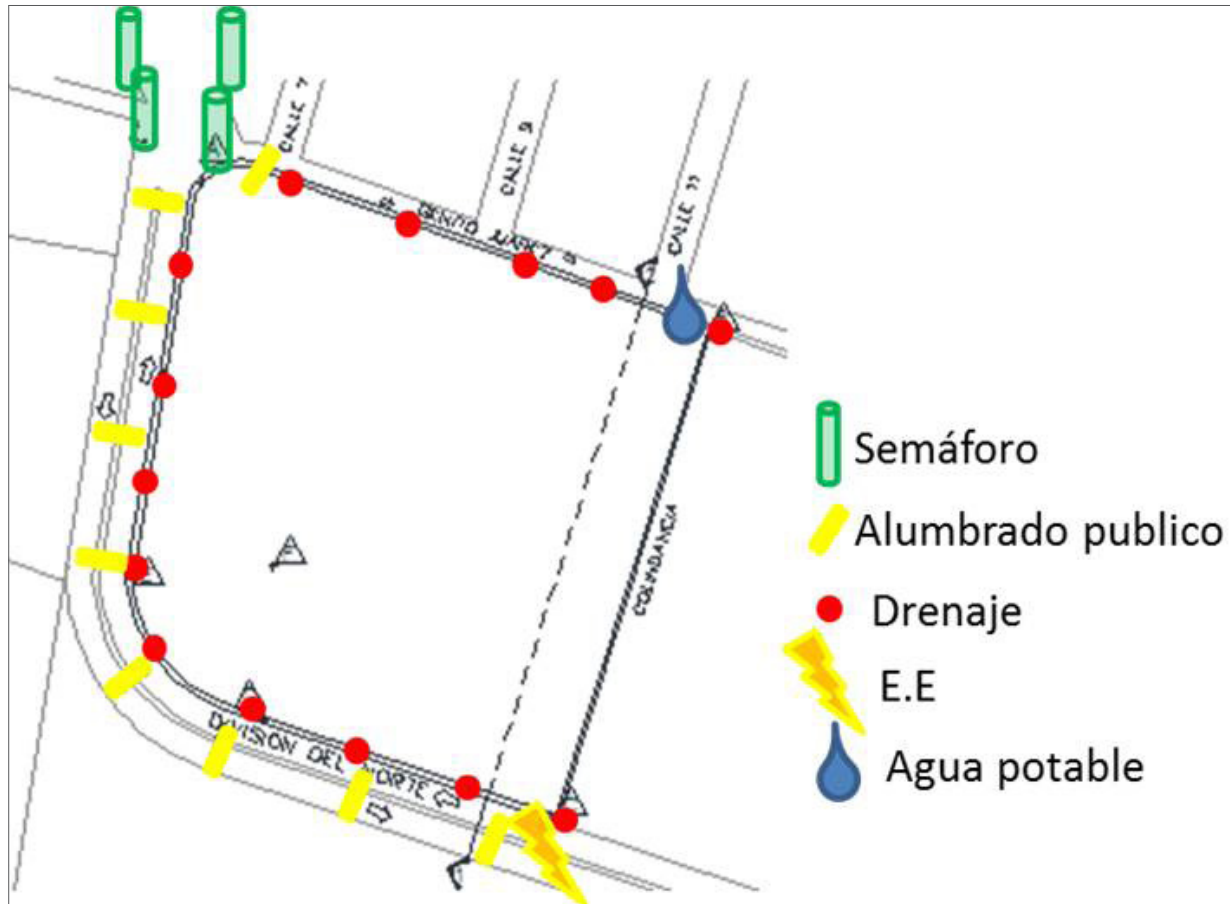 CALLE 7
CALLE 9
CALLE 11
COLINDANCIA
DIVISION DEL NORTE
Semáforo
Alumbrado publico
Drenaje
E.E
Agua potable